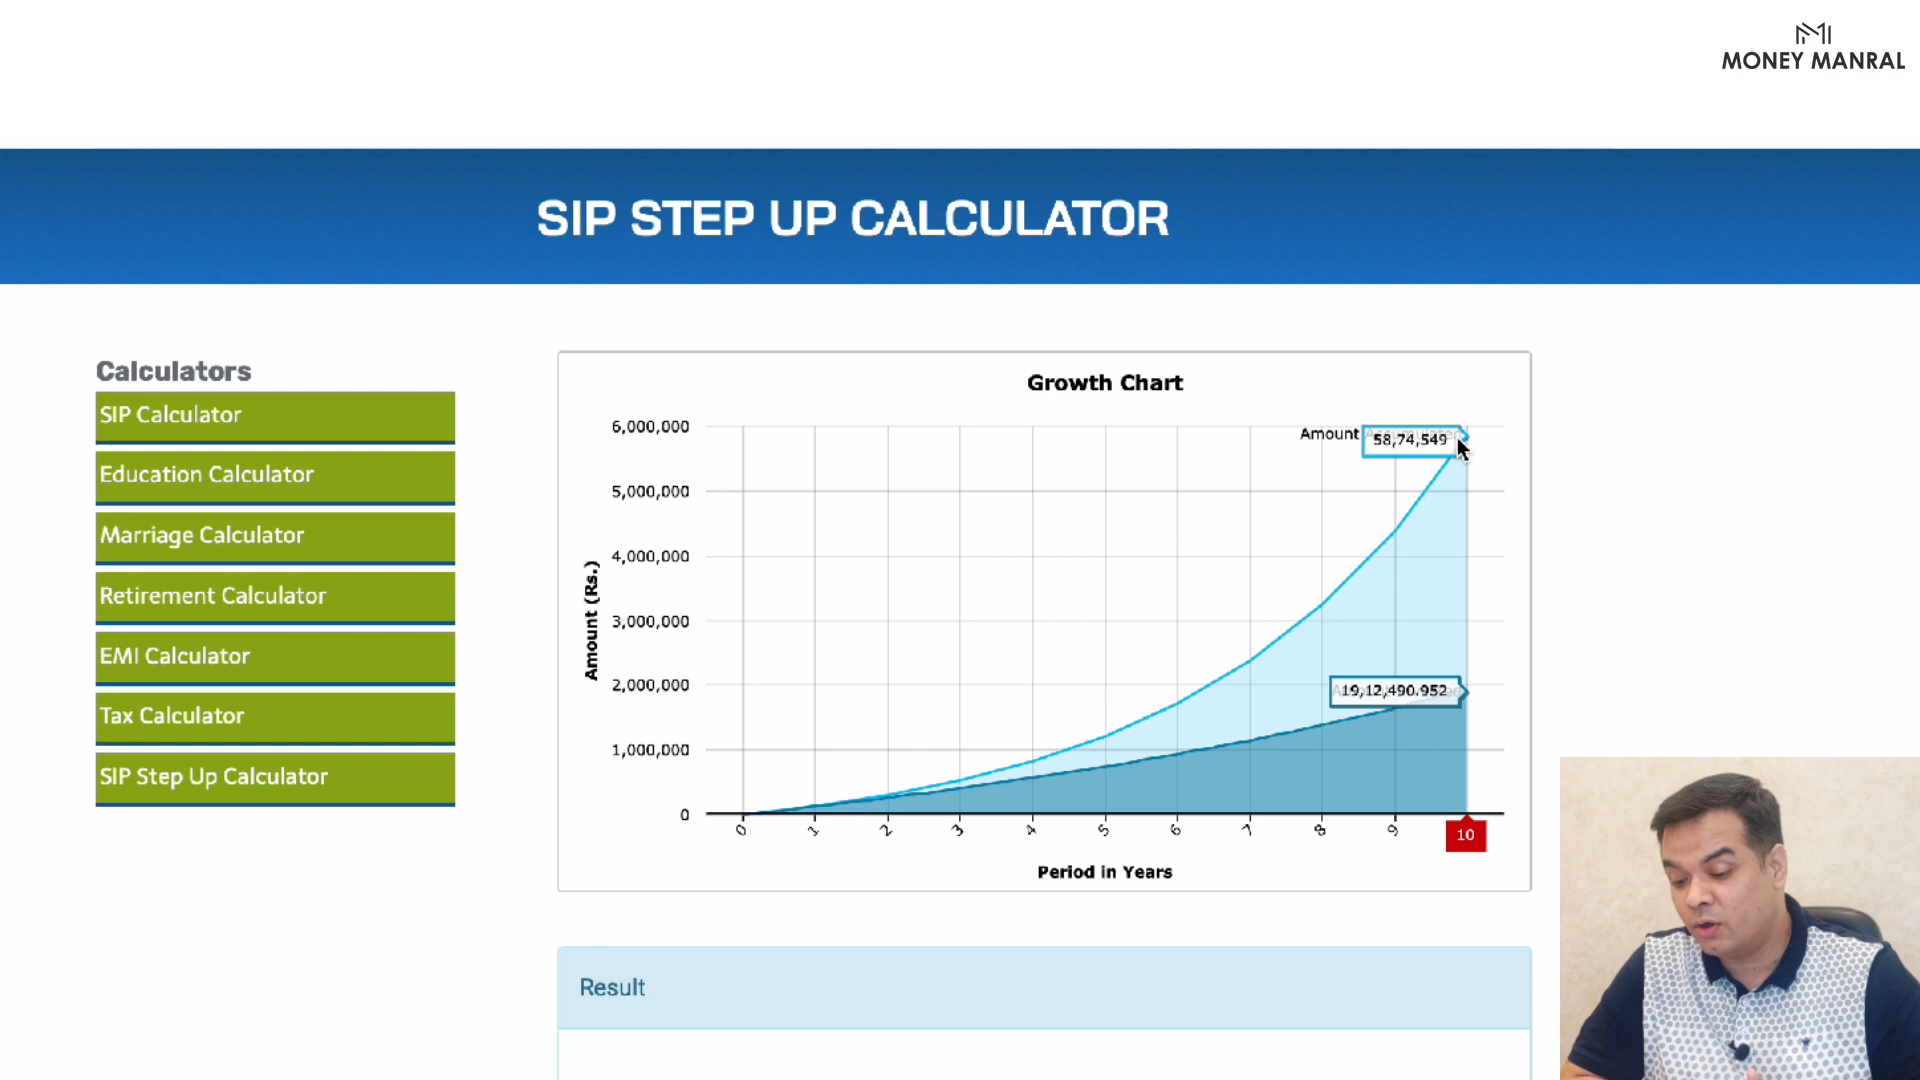 MONEY MANRAL
SIP STEP UP CALCULATOR
Calculators
SIP Calculator
Education Calculator
Marriage Calculator
Retirement Calculator
EMI Calculator
Tax Calculator
SIP Step Up Calculator
Growth Chart
Amount (Rs.)
6,000,000
5,000,000
4,000,000
3,000,000
2,000,000
1,000,000
0
Amount
58,74,549
19,12,490.952
0 1 2 3 4 5 6 7 8 9 10
Period in Years
Result